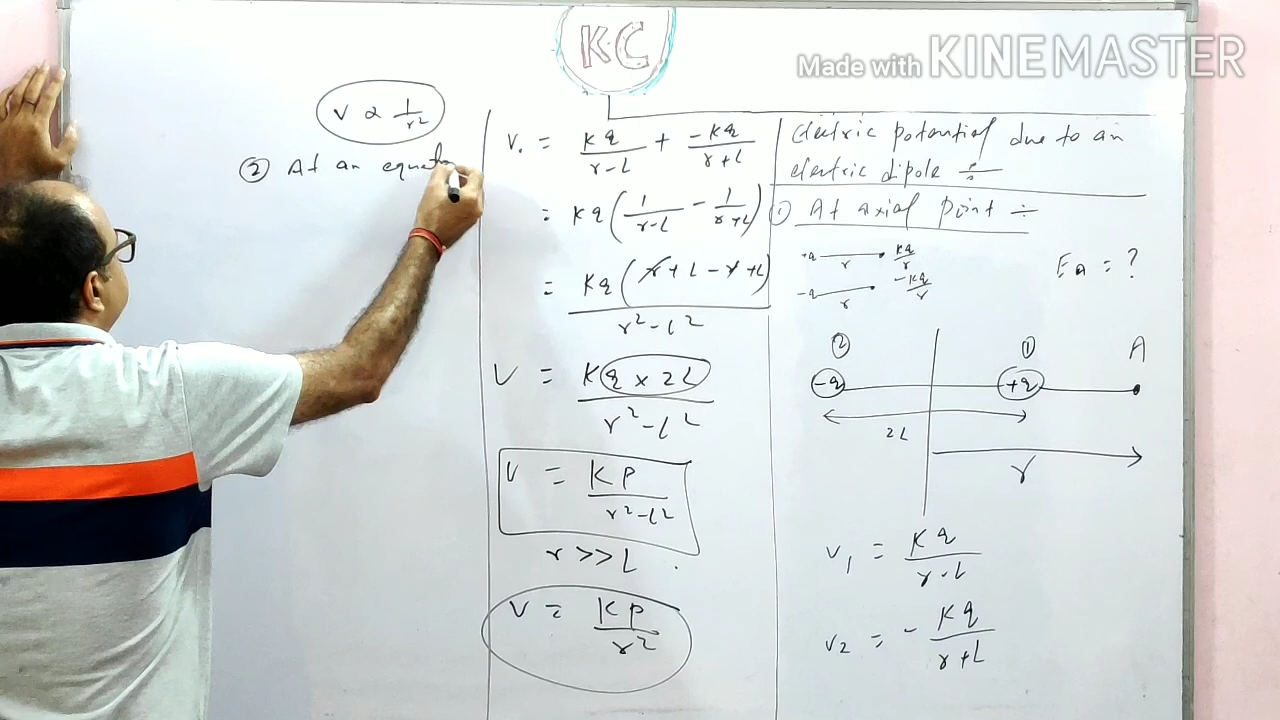 KC
Made with KINEMASTER
Electric potential due to an
electric dipole :-
① At axial point :-
+q r Kq/r
-q r -Kq/r
Ea = ?
② ① A
-q +q
2L
r
V₁ = Kq/(r-L)
V₂ = - Kq/(r+L)
V. = Kq/(r-L) + -Kq/(r+L)
= Kq (1/(r-L) - 1/(r+L))
= Kq (r+L-r+L)/(r²-L²)
V = K(q × 2L)/(r²-L²)
V = KP/(r²-L²)
r >> L
V = KP/r²
V ∝ 1/r²
② At an equato